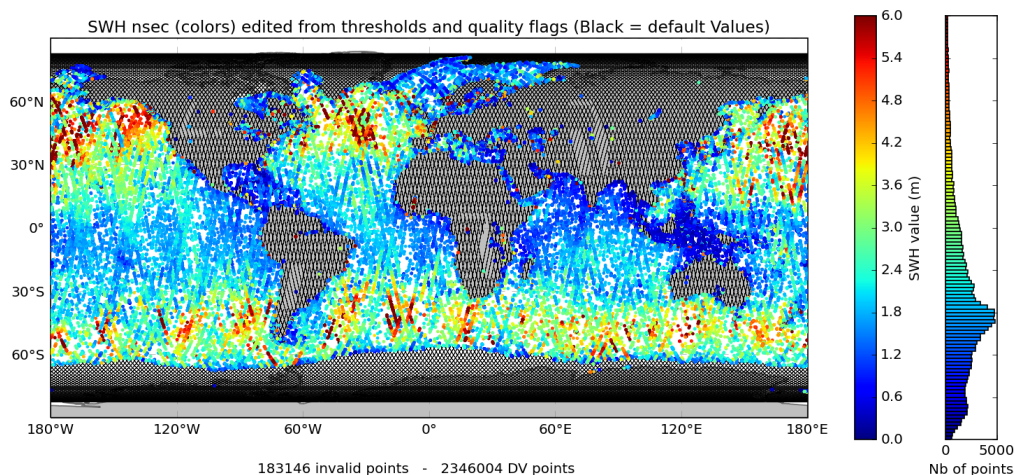 SWH nsec (colors) edited from thresholds and quality flags (Black = default Values)
60°N
30°N
0°
30°S
60°S
180°W 120°W 60°W 0° 60°E 120°E 180°E
183146 invalid points - 2346004 DV points
6.0
5.4
4.8
4.2
3.6
3.0
2.4
1.8
1.2
0.6
0.0
SWH value (m)
0 5000
Nb of points